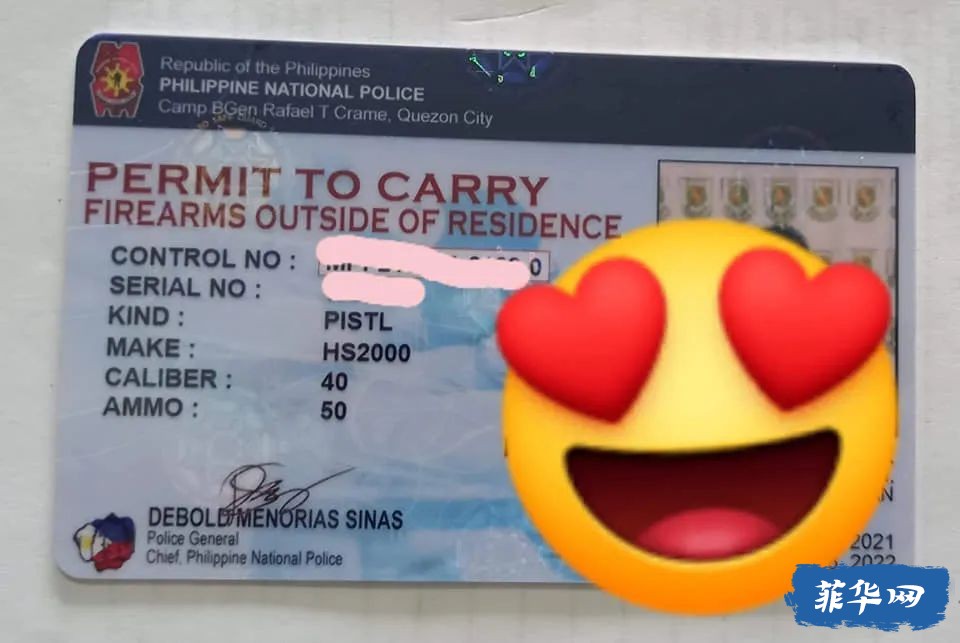 Republic of the Philippines
PHILIPPINE NATIONAL POLICE
Camp BGen Rafael T Crame, Quezon City
PERMIT TO CARRY
FIREARMS OUTSIDE OF RESIDENCE
CONTROL NO :
SERIAL NO :
KIND : PISTL
MAKE : HS2000
CALIBER : 40
AMMO : 50
DEBOLD MENORIAS SINAS
Police General
Chief, Philippine National Police
2021
2022
菲华网